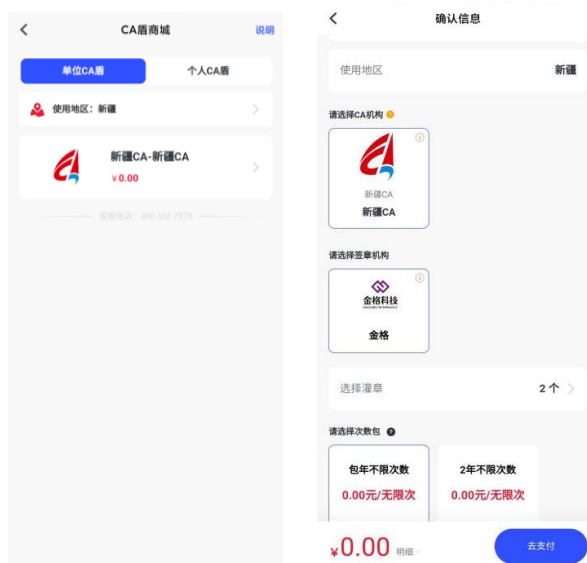 CA盾商城
说明
单位CA盾
个人CA盾
使用地区：新疆
新疆CA-新疆CA
¥0.00
客服电话：400 658 7878
确认信息
使用地区
新疆
请选择CA机构
新疆CA
新疆CA
请选择签章机构
金格科技
金格
选择灌章
2个
请选择次数包
包年不限次数
0.00元/无限次
2年不限次数
0.00元/无限次
¥0.00 明细
去支付